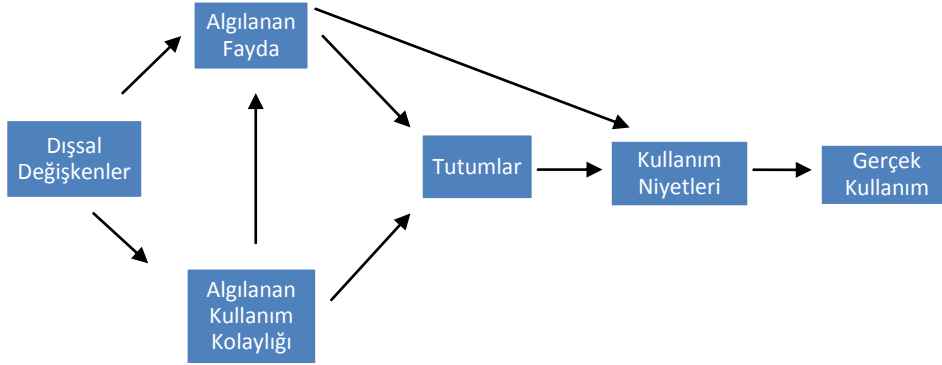 Algılanan
Fayda
Dışsal
Değişkenler
Tutumlar
Kullanım
Niyetleri
Gerçek
Kullanım
Algılanan
Kullanım
Kolaylığı